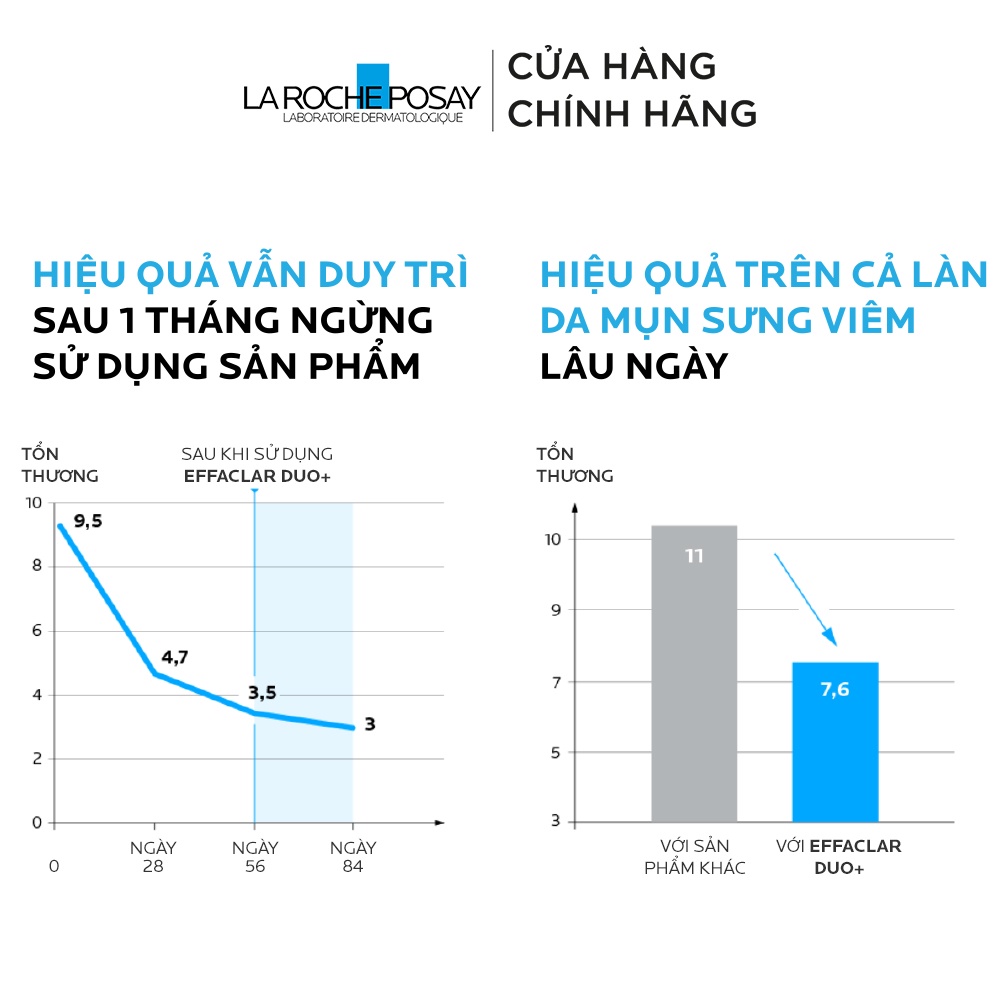 LA ROCHE POSAY
LABORATOIRE DERMATOLOGIQUE
CỬA HÀNG
CHÍNH HÃNG
HIỆU QUẢ VẪN DUY TRÌ
SAU 1 THÁNG NGỪNG
SỬ DỤNG SẢN PHẨM
TỔN
THƯƠNG
SAU KHI SỬ DỤNG
EFFACLAR DUO+
10
8
6
4
2
0
9,5
4,7
3,5
3
0
NGÀY
28
NGÀY
56
NGÀY
84
HIỆU QUẢ TRÊN CẢ LÀN
DA MỤN SƯNG VIÊM
LÂU NGÀY
TỔN
THƯƠNG
10
9
7
5
3
11
7,6
VỚI SẢN
PHẨM KHÁC
VỚI EFFACLAR
DUO+